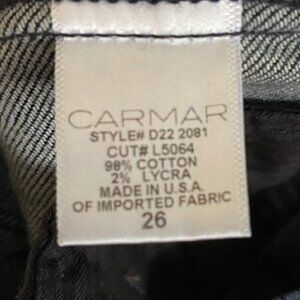 CARMAR
STYLE# D22 2081
CUT# L5064
98% COTTON
2% LYCRA
MADE IN U.S.A.
OF IMPORTED FABRIC
26